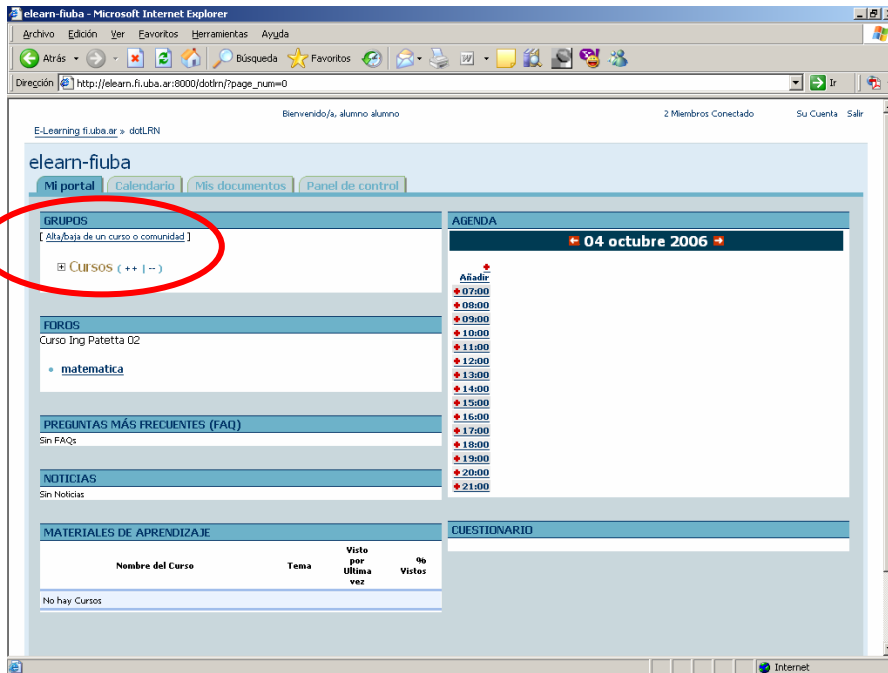 elearn-fiuba - Microsoft Internet Explorer
Archivo Edición Ver Favoritos Herramientas Ayuda
Atrás Búsqueda Favoritos
Dirección http://elearn.fi.uba.ar:8000/dotlrn/?page_num=0 Ir
Bienvenido/a, alumno alumno 2 Miembros Conectado Su Cuenta Salir
E-Learning fi.uba.ar » dotLRN
elearn-fiuba
Mi portal Calendario Mis documentos Panel de control
GRUPOS
[ Alta/baja de un curso o comunidad ]
Cursos ( ++ | -- )
FOROS
Curso Ing Patetta 02
matematica
PREGUNTAS MÁS FRECUENTES (FAQ)
Sin FAQs
NOTICIAS
Sin Noticias
MATERIALES DE APRENDIZAJE
Nombre del Curso Tema Visto por Ultima vez % Vistos
No hay Cursos
AGENDA
04 octubre 2006
Añadir
07:00
08:00
09:00
10:00
11:00
12:00
13:00
14:00
15:00
16:00
17:00
18:00
19:00
20:00
21:00
CUESTIONARIO
Internet